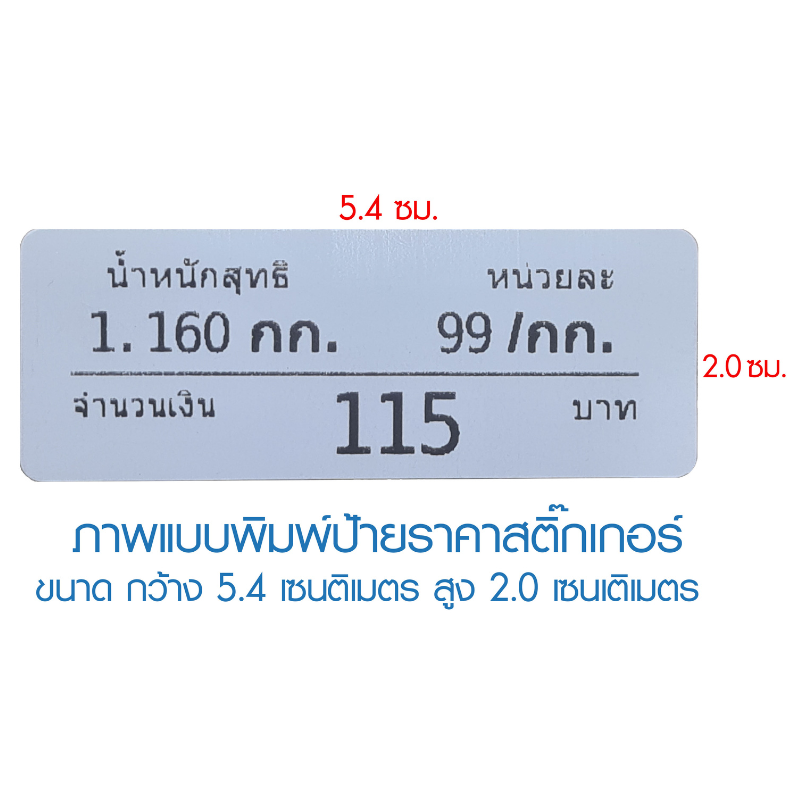 5.4 ซม.
น้ำหนักสุทธิ หน่วยละ
1.160 กก. 99 /กก.
2.0 ซม.
จำนวนเงิน 115 บาท
ภาพแบบพิมพ์ป้ายราคาสติ๊กเกอร์
ขนาด กว้าง 5.4 เซนติเมตร สูง 2.0 เซนเติเมตร